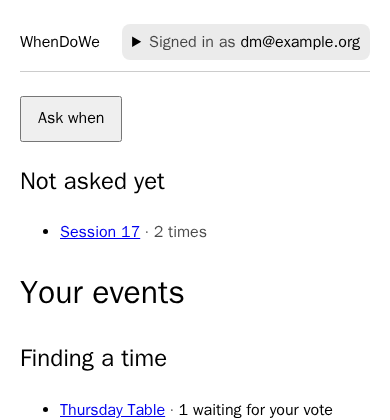 WhenDoWe
▶ Signed in as dm@example.org
Ask when
Not asked yet
• Session 17 · 2 times
Your events
Finding a time
• Thursday Table · 1 waiting for your vote